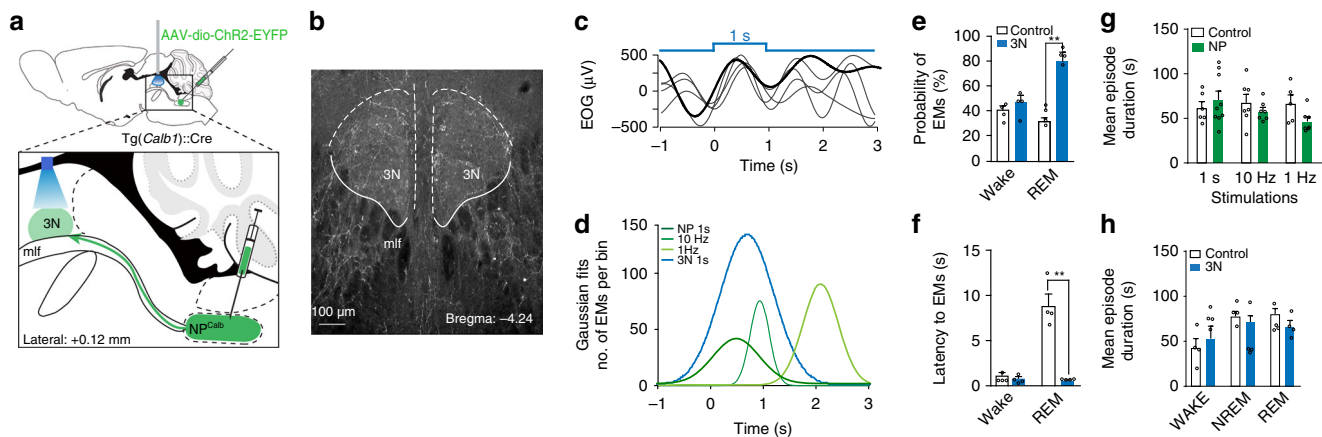 a
AAV-dio-ChR2-EYFP
Tg(Calb1)::Cre
3N
mlf
NPCalb
Lateral: +0.12 mm
b
3N
3N
mlf
100 µm
Bregma: –4.24
c
1 s
EOG (µV)
500
0
–500
–1 0 1 2 3
Time (s)
d
NP 1s
10 Hz
1Hz
3N 1s
Gaussian fits
no. of EMs per bin
150
100
50
0
–1 0 1 2 3
Time (s)
e
Control
3N
**
Probability of
EMs (%)
100
80
60
40
20
0
Wake REM
f
Latency to EMs (s)
15
10
5
0
**
Wake REM
g
Control
NP
Mean episode
duration (s)
150
100
50
0
1 s 10 Hz 1 Hz
Stimulations
h
Control
3N
Mean episode
duration (s)
150
100
50
0
WAKE NREM REM